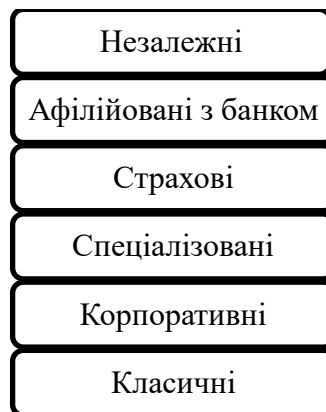 Незалежні
Афілійовані з банком
Страхові
Спеціалізовані
Корпоративні
Класичні